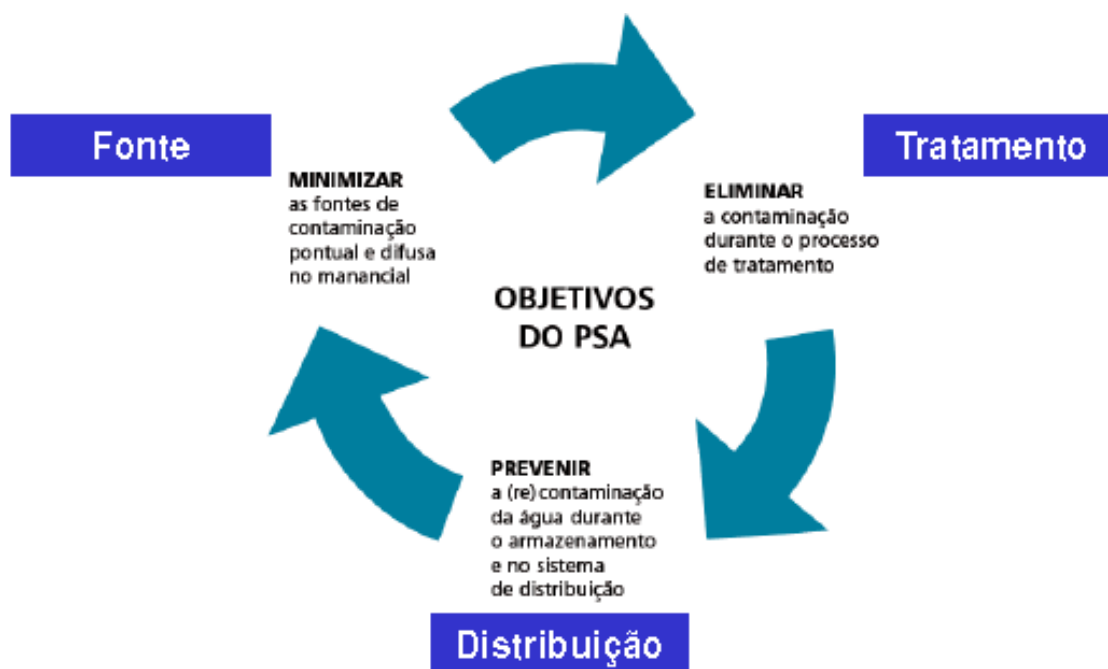 Fonte
MINIMIZAR
as fontes de
contaminação
pontual e difusa
no manancial
Tratamento
ELIMINAR
a contaminação
durante o processo
de tratamento
OBJETIVOS
DO PSA
PREVENIR
a (re) contaminação
da água durante
o armazenamento
e no sistema
de distribuição
Distribuição